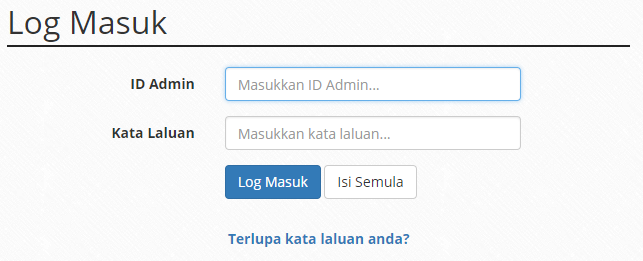 Log Masuk
ID Admin Masukkan ID Admin...
Kata Laluan Masukkan kata laluan...
Log Masuk Isi Semula
Terlupa kata laluan anda?